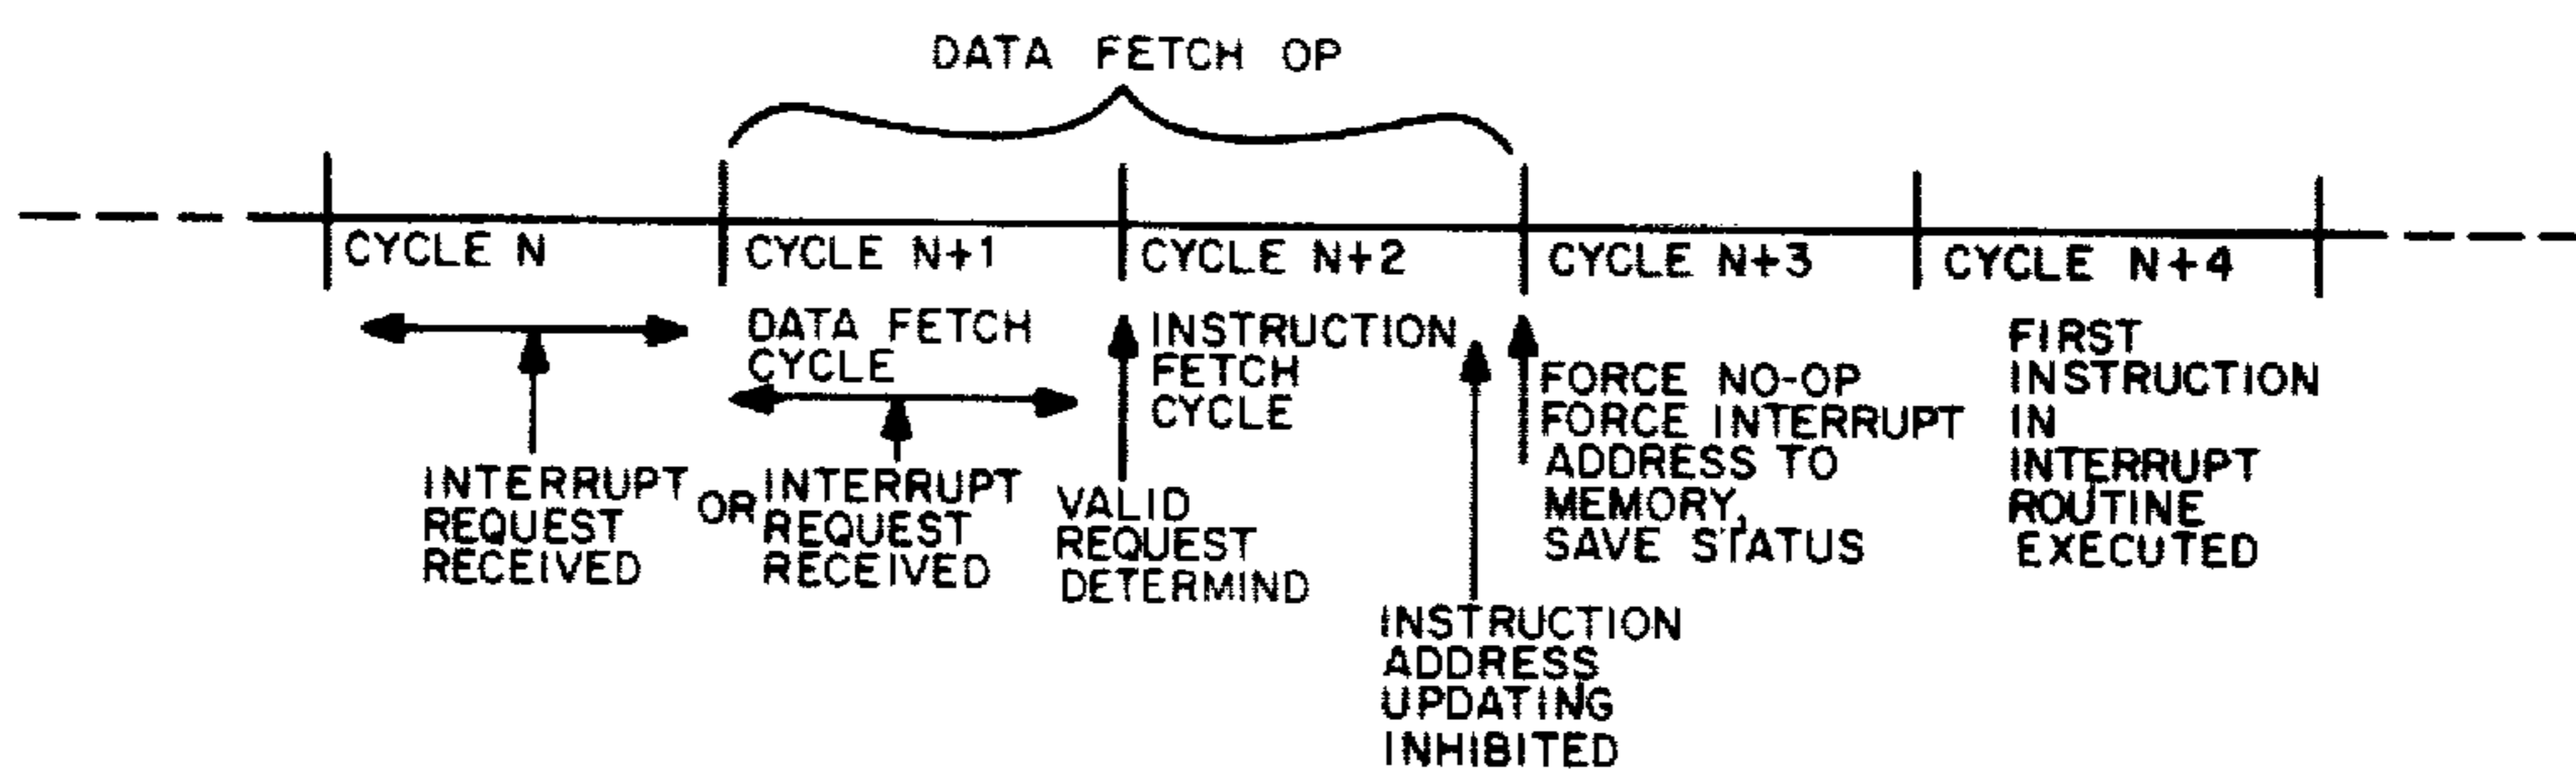 DATA FETCH OP
CYCLE N
CYCLE N+1
CYCLE N+2
CYCLE N+3
CYCLE N+4
DATA FETCH
CYCLE
INSTRUCTION
FETCH
CYCLE
INTERRUPT
REQUEST
RECEIVED
OR
INTERRUPT
REQUEST
RECEIVED
VALID
REQUEST
DETERMIND
INSTRUCTION
ADDRESS
UPDATING
INHIBITED
FORCE NO-OP
FORCE INTERRUPT
ADDRESS TO
MEMORY,
SAVE STATUS
FIRST
INSTRUCTION
IN
INTERRUPT
ROUTINE
EXECUTED